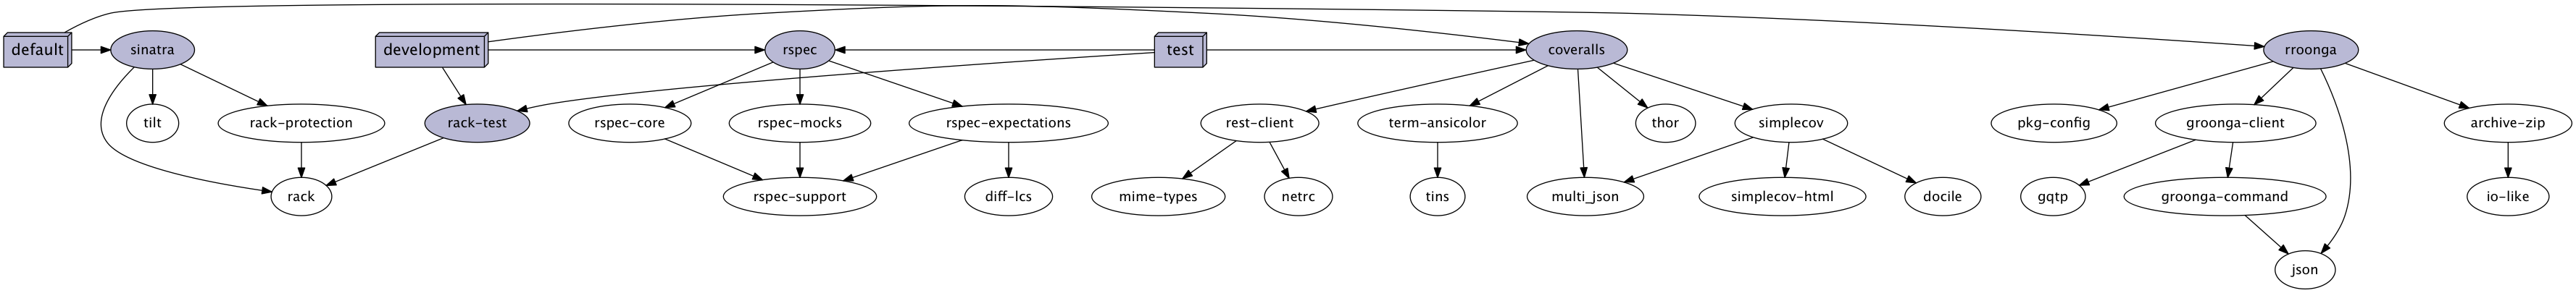 default
sinatra
development
rspec
test
coveralls
rroonga
tilt
rack-protection
rack-test
rspec-core
rspec-mocks
rspec-expectations
rest-client
term-ansicolor
thor
simplecov
pkg-config
groonga-client
archive-zip
rack
rspec-support
diff-lcs
mime-types
netrc
tins
multi_json
simplecov-html
docile
gqtp
groonga-command
io-like
json